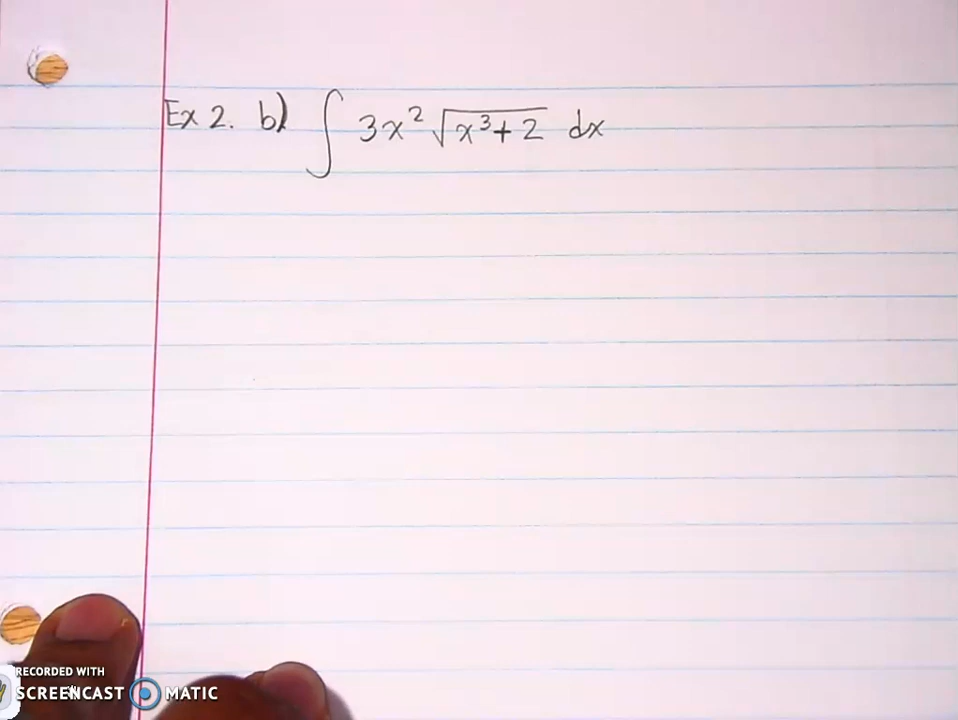 Ex 2. b) ∫ 3x² √(x³+2) dx
RECORDED WITH
SCREENCAST MATIC